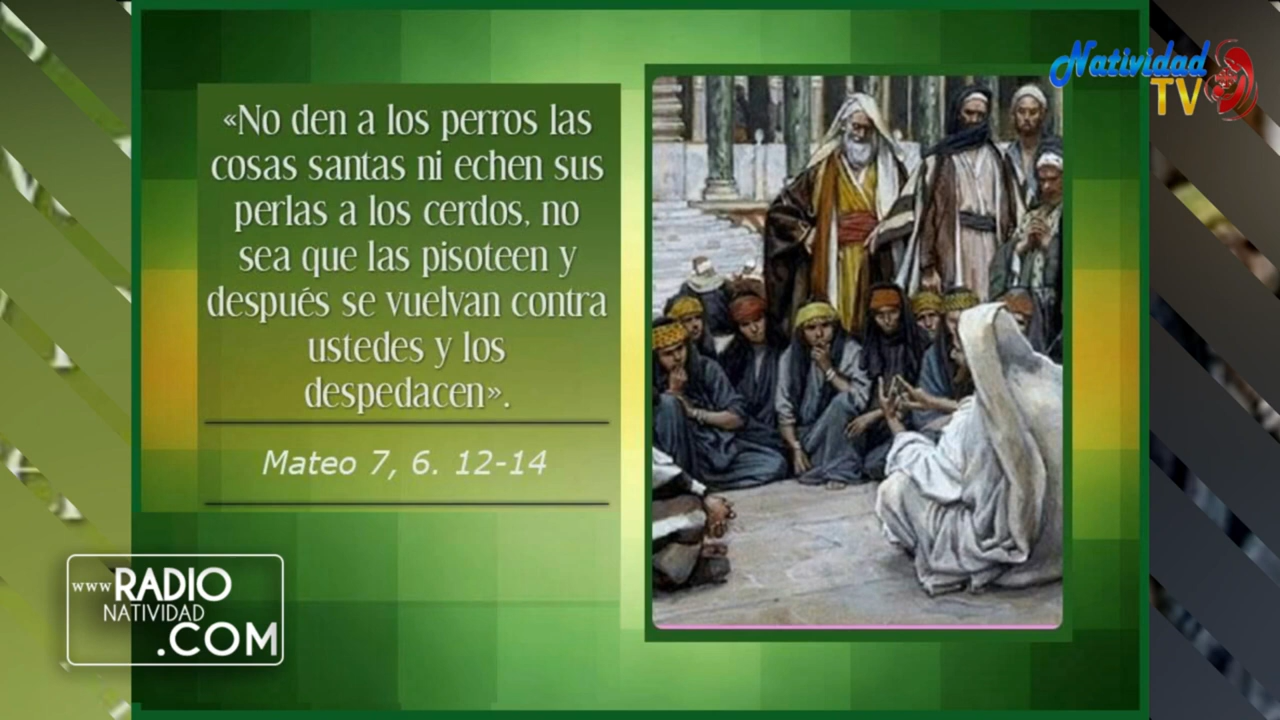 «No den a los perros las
cosas santas ni echen sus
perlas a los cerdos, no
sea que las pisoteen y
después se vuelvan contra
ustedes y los
despedacen».
Mateo 7, 6. 12-14
Natividad
TV
www RADIO
NATIVIDAD
.COM